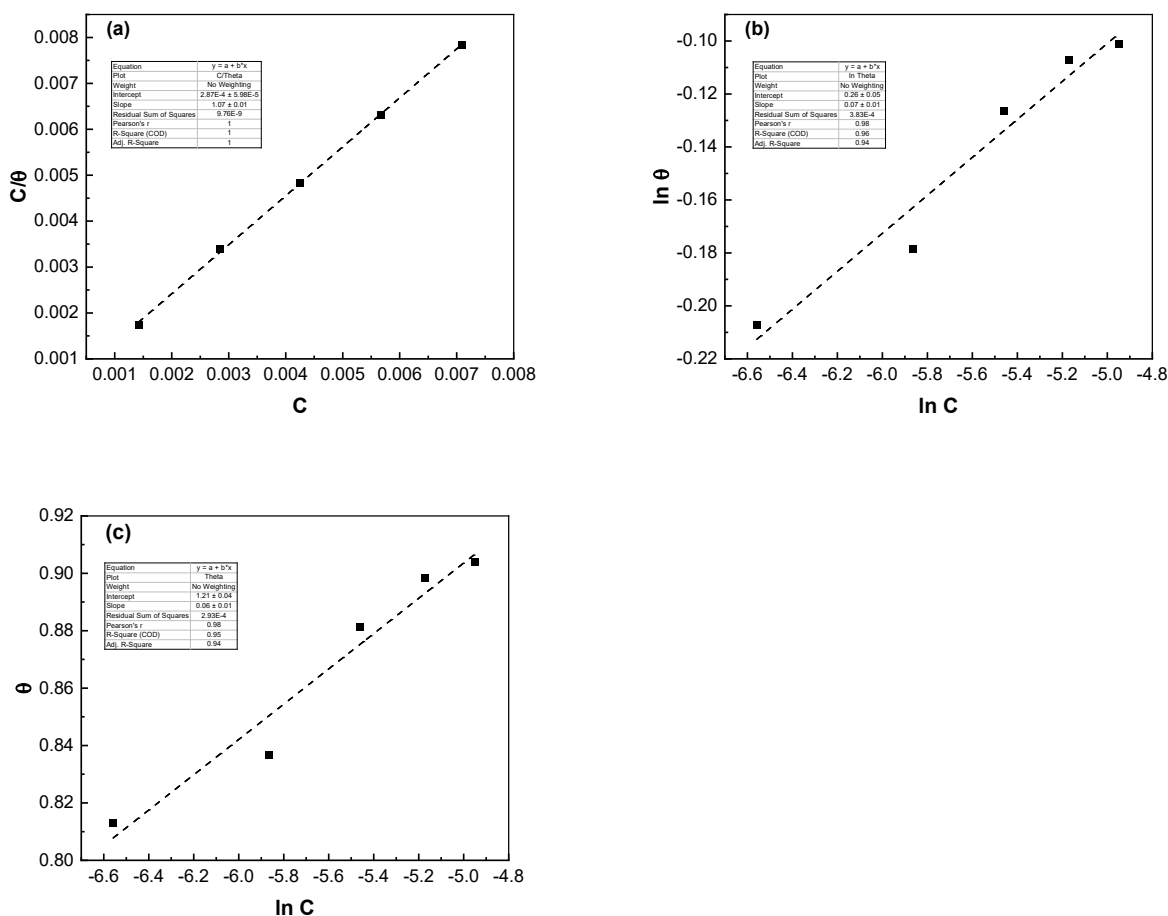 (a)
Equation y = a + b*x
Plot C/Theta
Weight No Weighting
Intercept 2.87E-4 ± 5.98E-5
Slope 1.07 ± 0.01
Residual Sum of Squares 9.76E-9
Pearson's r 1
R-Square (COD) 1
Adj. R-Square 1
0.008
0.007
0.006
0.005
0.004
0.003
0.002
0.001
C/θ
0.001 0.002 0.003 0.004 0.005 0.006 0.007 0.008
C
(b)
Equation y = a + b*x
Plot ln Theta
Weight No Weighting
Intercept 0.26 ± 0.05
Slope 0.07 ± 0.01
Residual Sum of Squares 3.83E-4
Pearson's r 0.98
R-Square (COD) 0.96
Adj. R-Square 0.94
-0.10
-0.12
-0.14
-0.16
-0.18
-0.20
-0.22
ln θ
-6.6 -6.4 -6.2 -6.0 -5.8 -5.6 -5.4 -5.2 -5.0 -4.8
ln C
(c)
Equation y = a + b*x
Plot Theta
Weight No Weighting
Intercept 1.21 ± 0.04
Slope 0.06 ± 0.01
Residual Sum of Squares 2.93E-4
Pearson's r 0.98
R-Square (COD) 0.95
Adj. R-Square 0.94
0.92
0.90
0.88
0.86
0.84
0.82
0.80
θ
-6.6 -6.4 -6.2 -6.0 -5.8 -5.6 -5.4 -5.2 -5.0 -4.8
ln C